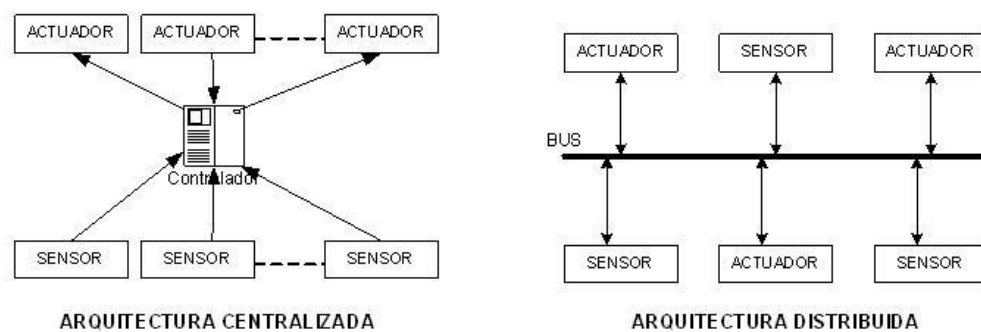 ACTUADOR ACTUADOR ACTUADOR
Controlador
SENSOR SENSOR SENSOR
ARQUITECTURA CENTRALIZADA
ACTUADOR SENSOR ACTUADOR
BUS
SENSOR ACTUADOR SENSOR
ARQUITECTURA DISTRIBUIDA